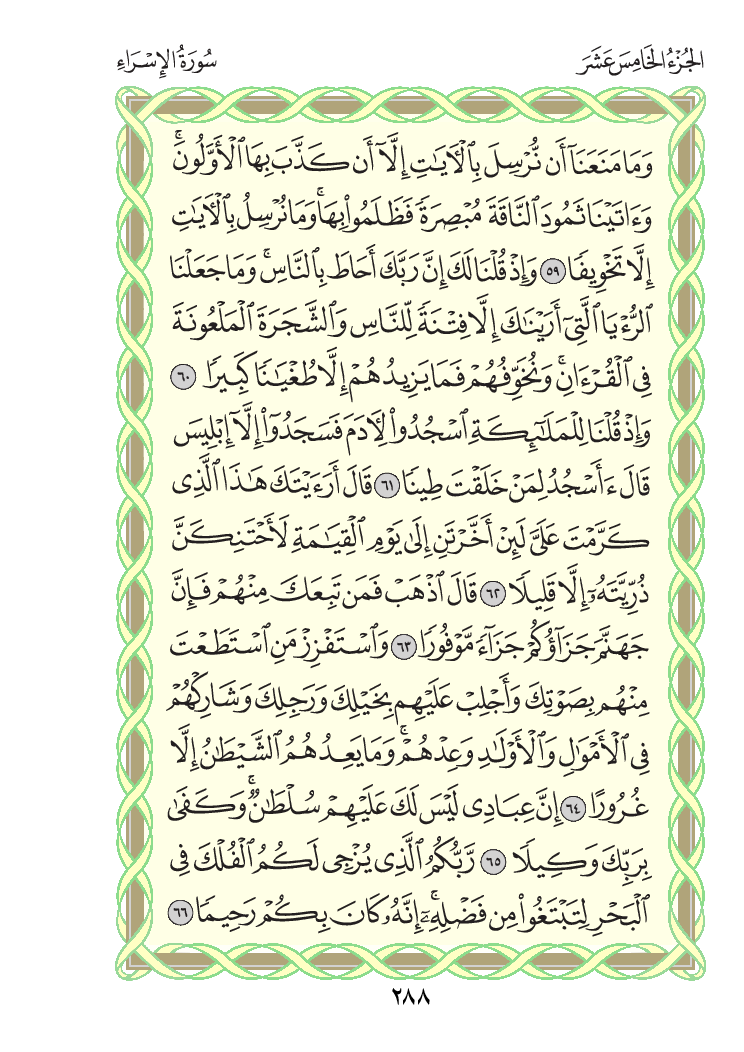 الجُزْءُ الخَامِسَ عَشَرَ
سُورَةُ الإِسْرَاءِ
وَمَا مَنَعَنَآ أَن نُّرْسِلَ بِٱلْأٓيَـٰتِ إِلَّآ أَن كَذَّبَ بِهَا ٱلْأَوَّلُونَۚ
وَءَاتَيْنَا ثَمُودَ ٱلنَّاقَةَ مُبْصِرَةً فَظَلَمُوا۟ بِهَاۚ وَمَا نُرْسِلُ بِٱلْأٓيَـٰتِ
إِلَّا تَخْوِيفًا ٥٩ وَإِذْ قُلْنَا لَكَ إِنَّ رَبَّكَ أَحَاطَ بِٱلنَّاسِۚ وَمَا جَعَلْنَا
ٱلرُّءْيَا ٱلَّتِىٓ أَرَيْنَـٰكَ إِلَّا فِتْنَةً لِّلنَّاسِ وَٱلشَّجَرَةَ ٱلْمَلْعُونَةَ
فِى ٱلْقُرْءَانِۚ وَنُخَوِّفُهُمْ فَمَا يَزِيدُهُمْ إِلَّا طُغْيَـٰنًا كَبِيرًا ٦٠
وَإِذْ قُلْنَا لِلْمَلَـٰٓئِكَةِ ٱسْجُدُوا۟ لِأٓدَمَ فَسَجَدُوٓا۟ إِلَّآ إِبْلِيسَ
قَالَ ءَأَسْجُدُ لِمَنْ خَلَقْتَ طِينًا ٦١ قَالَ أَرَءَيْتَكَ هَـٰذَا ٱلَّذِى
كَرَّمْتَ عَلَىَّ لَئِنْ أَخَّرْتَنِ إِلَىٰ يَوْمِ ٱلْقِيَـٰمَةِ لَأَحْتَنِكَنَّ
ذُرِّيَّتَهُۥٓ إِلَّا قَلِيلًا ٦٢ قَالَ ٱذْهَبْ فَمَن تَبِعَكَ مِنْهُمْ فَإِنَّ
جَهَنَّمَ جَزَآؤُكُمْ جَزَآءً مَّوْفُورًا ٦٣ وَٱسْتَفْزِزْ مَنِ ٱسْتَطَعْتَ
مِنْهُم بِصَوْتِكَ وَأَجْلِبْ عَلَيْهِم بِخَيْلِكَ وَرَجِلِكَ وَشَارِكْهُمْ
فِى ٱلْأَمْوَٰلِ وَٱلْأَوْلَـٰدِ وَعِدْهُمْۚ وَمَا يَعِدُهُمُ ٱلشَّيْطَـٰنُ إِلَّا
غُرُورًا ٦٤ إِنَّ عِبَادِى لَيْسَ لَكَ عَلَيْهِمْ سُلْطَـٰنٌۚ وَكَفَىٰ
بِرَبِّكَ وَكِيلًا ٦٥ رَّبُّكُمُ ٱلَّذِى يُزْجِى لَكُمُ ٱلْفُلْكَ فِى
ٱلْبَحْرِ لِتَبْتَغُوا۟ مِن فَضْلِهِۦٓۚ إِنَّهُۥ كَانَ بِكُمْ رَحِيمًا ٦٦
٢٨٨